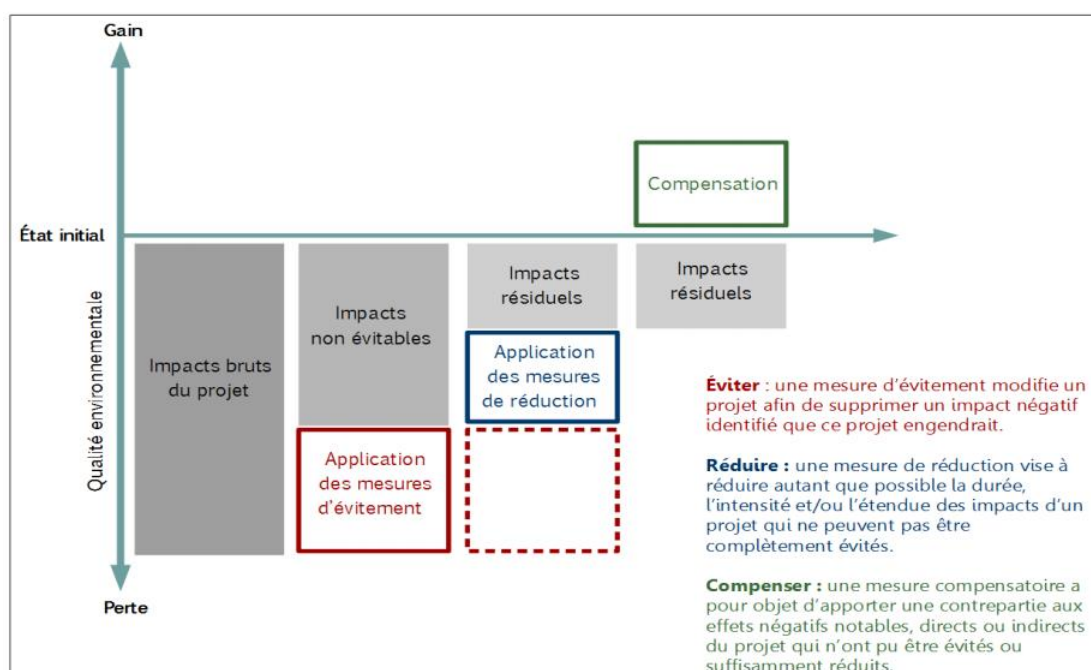 Gain
Compensation
État initial
Impacts
résiduels
Impacts
résiduels
Impacts
non évitables
Impacts bruts
du projet
Qualité environnementale
Application
des mesures
de réduction
Application
des mesures
d'évitement
Perte
Éviter : une mesure d'évitement modifie un
projet afin de supprimer un impact négatif
identifié que ce projet engendrait.
Réduire : une mesure de réduction vise à
réduire autant que possible la durée,
l'intensité et/ou l'étendue des impacts d'un
projet qui ne peuvent pas être
complètement évités.
Compenser : une mesure compensatoire a
pour objet d'apporter une contrepartie aux
effets négatifs notables, directs ou indirects
du projet qui n'ont pu être évités ou
suffisamment réduits.